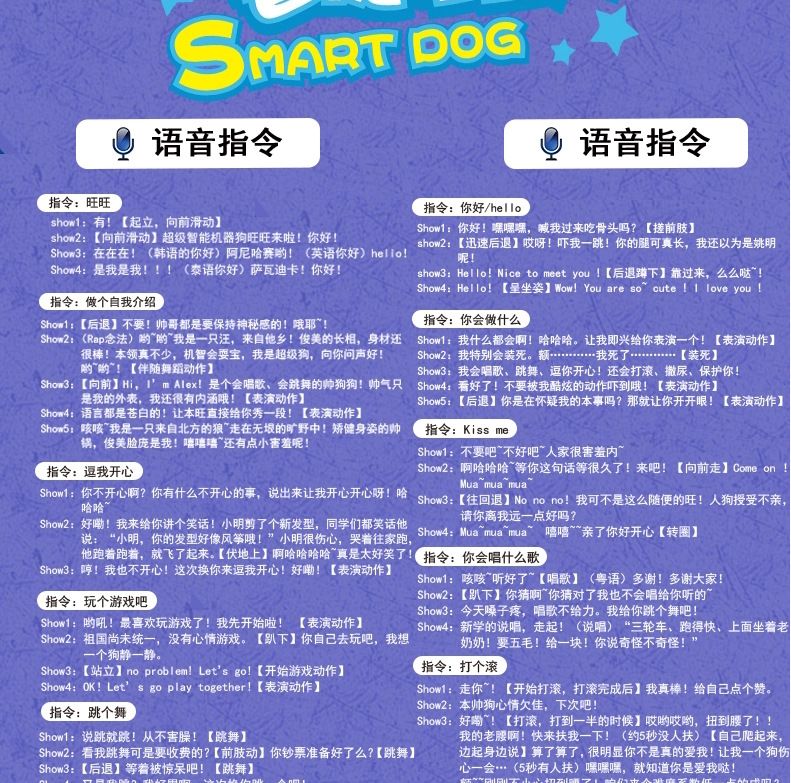 SMART DOG
语音指令
指令：旺旺
show1：有！【起立，向前滑动】
show2：【向前滑动】超级智能机器狗旺旺来啦！你好！
Show3：在在在！（韩语的你好）阿尼哈赛哟！（英语你好）hello！
Show4：是我是我！！！（泰语你好）萨瓦迪卡！你好！
指令：做个自我介绍
Show1：【后退】不要！帅哥都是要保持神秘感的！哦耶~！
Show2：（Rap念法）哟~哟~我是一只汪，来自他乡！俊美的长相，身材还
很棒！本领真不少，机智会耍宝，我是超级狗，向你问声好！
哟~哟~！【伴随舞蹈动作】
Show3：【向前】Hi，I'm Alex！是个会唱歌、会跳舞的帅狗狗！帅气只
是我的外表，我还很有内涵哦！【表演动作】
Show4：语言都是苍白的！让本旺直接给你秀一段！【表演动作】
Show5：咳咳~我是一只来自北方的狼~走在无垠的旷野中！矫健身姿的帅
锅，俊美脸庞是我！嘻嘻嘻~还有点小害羞呢！
指令：逗我开心
Show1：你不开心啊？你有什么不开心的事，说出来让我开心开心呀！哈
哈哈~
Show2：好嘞！我来给你讲个笑话！小明剪了个新发型，同学们都笑话他
说：“小明，你的发型好像风筝哦！”小明很伤心，哭着往家跑，
他跑着跑着，就飞了起来。【伏地上】啊哈哈哈哈~真是太好笑了！
Show3：哼！我也不开心！这次换你来逗我开心！好嘞！【表演动作】
指令：玩个游戏吧
Show1：哟吼！最喜欢玩游戏了！我先开始啦！ 【表演动作】
Show2：祖国尚未统一，没有心情游戏。【趴下】你自己去玩吧，我想
一个狗静一静。
Show3：【站立】no problem！Let's go!【开始游戏动作】
Show4：OK！Let's go play together!【表演动作】
指令：跳个舞
Show1：说跳就跳！从不害臊！【跳舞】
Show2：看我跳舞可是要收费的？【前肢动】你钞票准备好了么？【跳舞】
Show3：【后退】等着被惊呆吧！【跳舞】
语音指令
指令：你好/hello
Show1：你好！嘿嘿嘿，喊我过来吃骨头吗？【搓前肢】
show2：【迅速后退】哎呀！吓我一跳！你的腿可真长，我还以为是姚明
呢！
show3：Hello！Nice to meet you！【后退蹲下】靠过来，么么哒~！
Show4：Hello！【呈坐姿】Wow！You are so~ cute！I love you！
指令：你会做什么
Show1：我什么都会啊！哈哈哈。让我即兴给你表演一个！【表演动作】
Show2：我特别会装死。额…………我死了…………【装死】
Show3：我会唱歌、跳舞、逗你开心！还会打滚、撒尿、保护你！
Show4：看好了！不要被我酷炫的动作吓到哦！【表演动作】
Show5：【后退】你是在怀疑我的本事吗？那就让你开开眼！【表演动作】
指令：Kiss me
Show1：不要吧~不好吧~人家很害羞内~
Show2：啊哈哈哈~等你这句话等很久了！来吧！【向前走】Come on！
Mua~mua~mua~
Show3：【往回退】No no no！我可不是这么随便的旺！人狗授受不亲，
请你离我远一点好吗？
Show4：Mua~mua~mua~ 嘻嘻~~亲了你好开心【转圈】
指令：你会唱什么歌
Show1：咳咳~听好了~【唱歌】（粤语）多谢！多谢大家！
Show2：【趴下】你猜啊~你猜对了我也不会唱给你听的~
Show3：今天嗓子疼，唱歌不给力。我给你跳个舞吧！
Show4：新学的说唱，走起！（说唱）“三轮车、跑得快、上面坐着老
奶奶！要五毛！给一块！你说奇怪不奇怪！”
指令：打个滚
Show1：走你~！【开始打滚，打滚完成后】我真棒！给自己点个赞。
Show2：本帅狗心情欠佳，下次吧！
Show3：好嘞~！【打滚，打到一半的时候】哎哟哎哟，扭到腰了！！
我的老腰啊！快来扶我一下！（约5秒没人扶）【自己爬起来，
边起身边说】算了算了，很明显你不是真的爱我！让我一个狗伤
心一会…（5秒有人扶）嘿嘿嘿，就知道你是爱我哒！